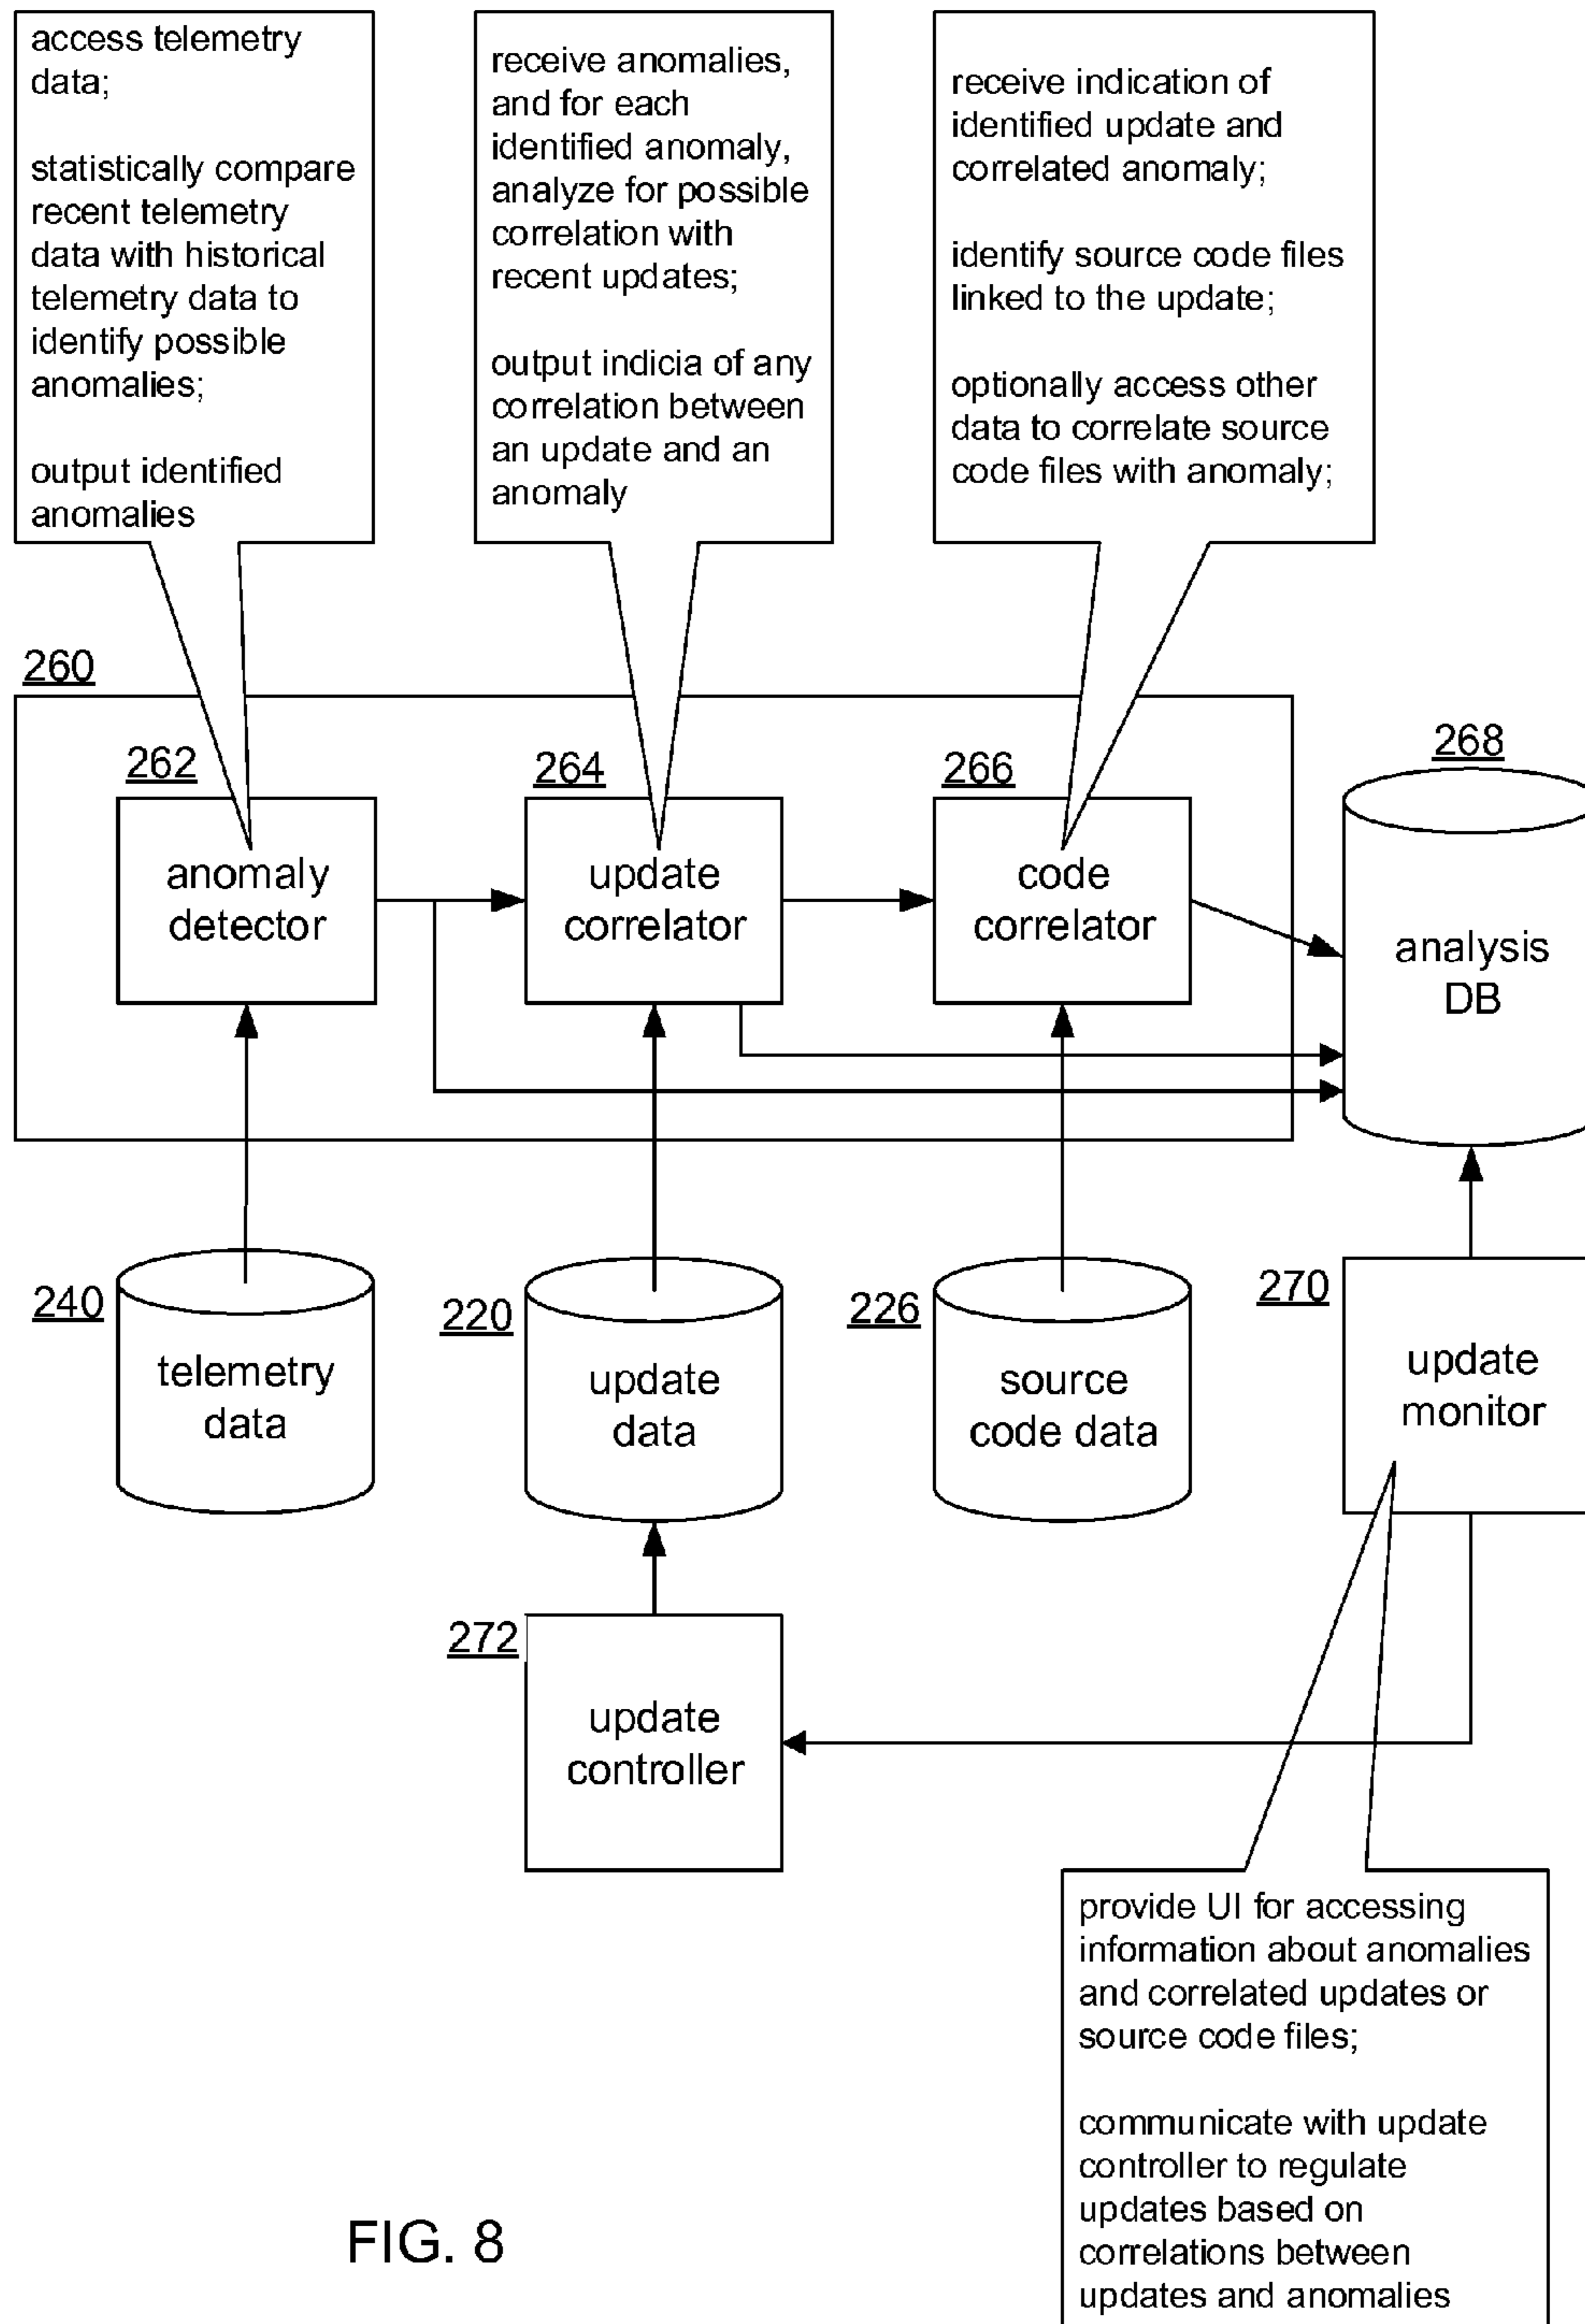 access telemetry
data;
statistically compare
recent telemetry
data with historical
telemetry data to
identify possible
anomalies;
output identified
anomalies
receive anomalies,
and for each
identified anomaly,
analyze for possible
correlation with
recent updates;
output indicia of any
correlation between
an update and an
anomaly
receive indication of
identified update and
correlated anomaly;
identify source code files
linked to the update;
optionally access other
data to correlate source
code files with anomaly;
260
262
anomaly
detector
264
update
correlator
266
code
correlator
268
analysis
DB
240
telemetry
data
220
update
data
226
source
code data
270
update
monitor
272
update
controller
provide UI for accessing
information about anomalies
and correlated updates or
source code files;
communicate with update
controller to regulate
updates based on
correlations between
updates and anomalies
FIG. 8